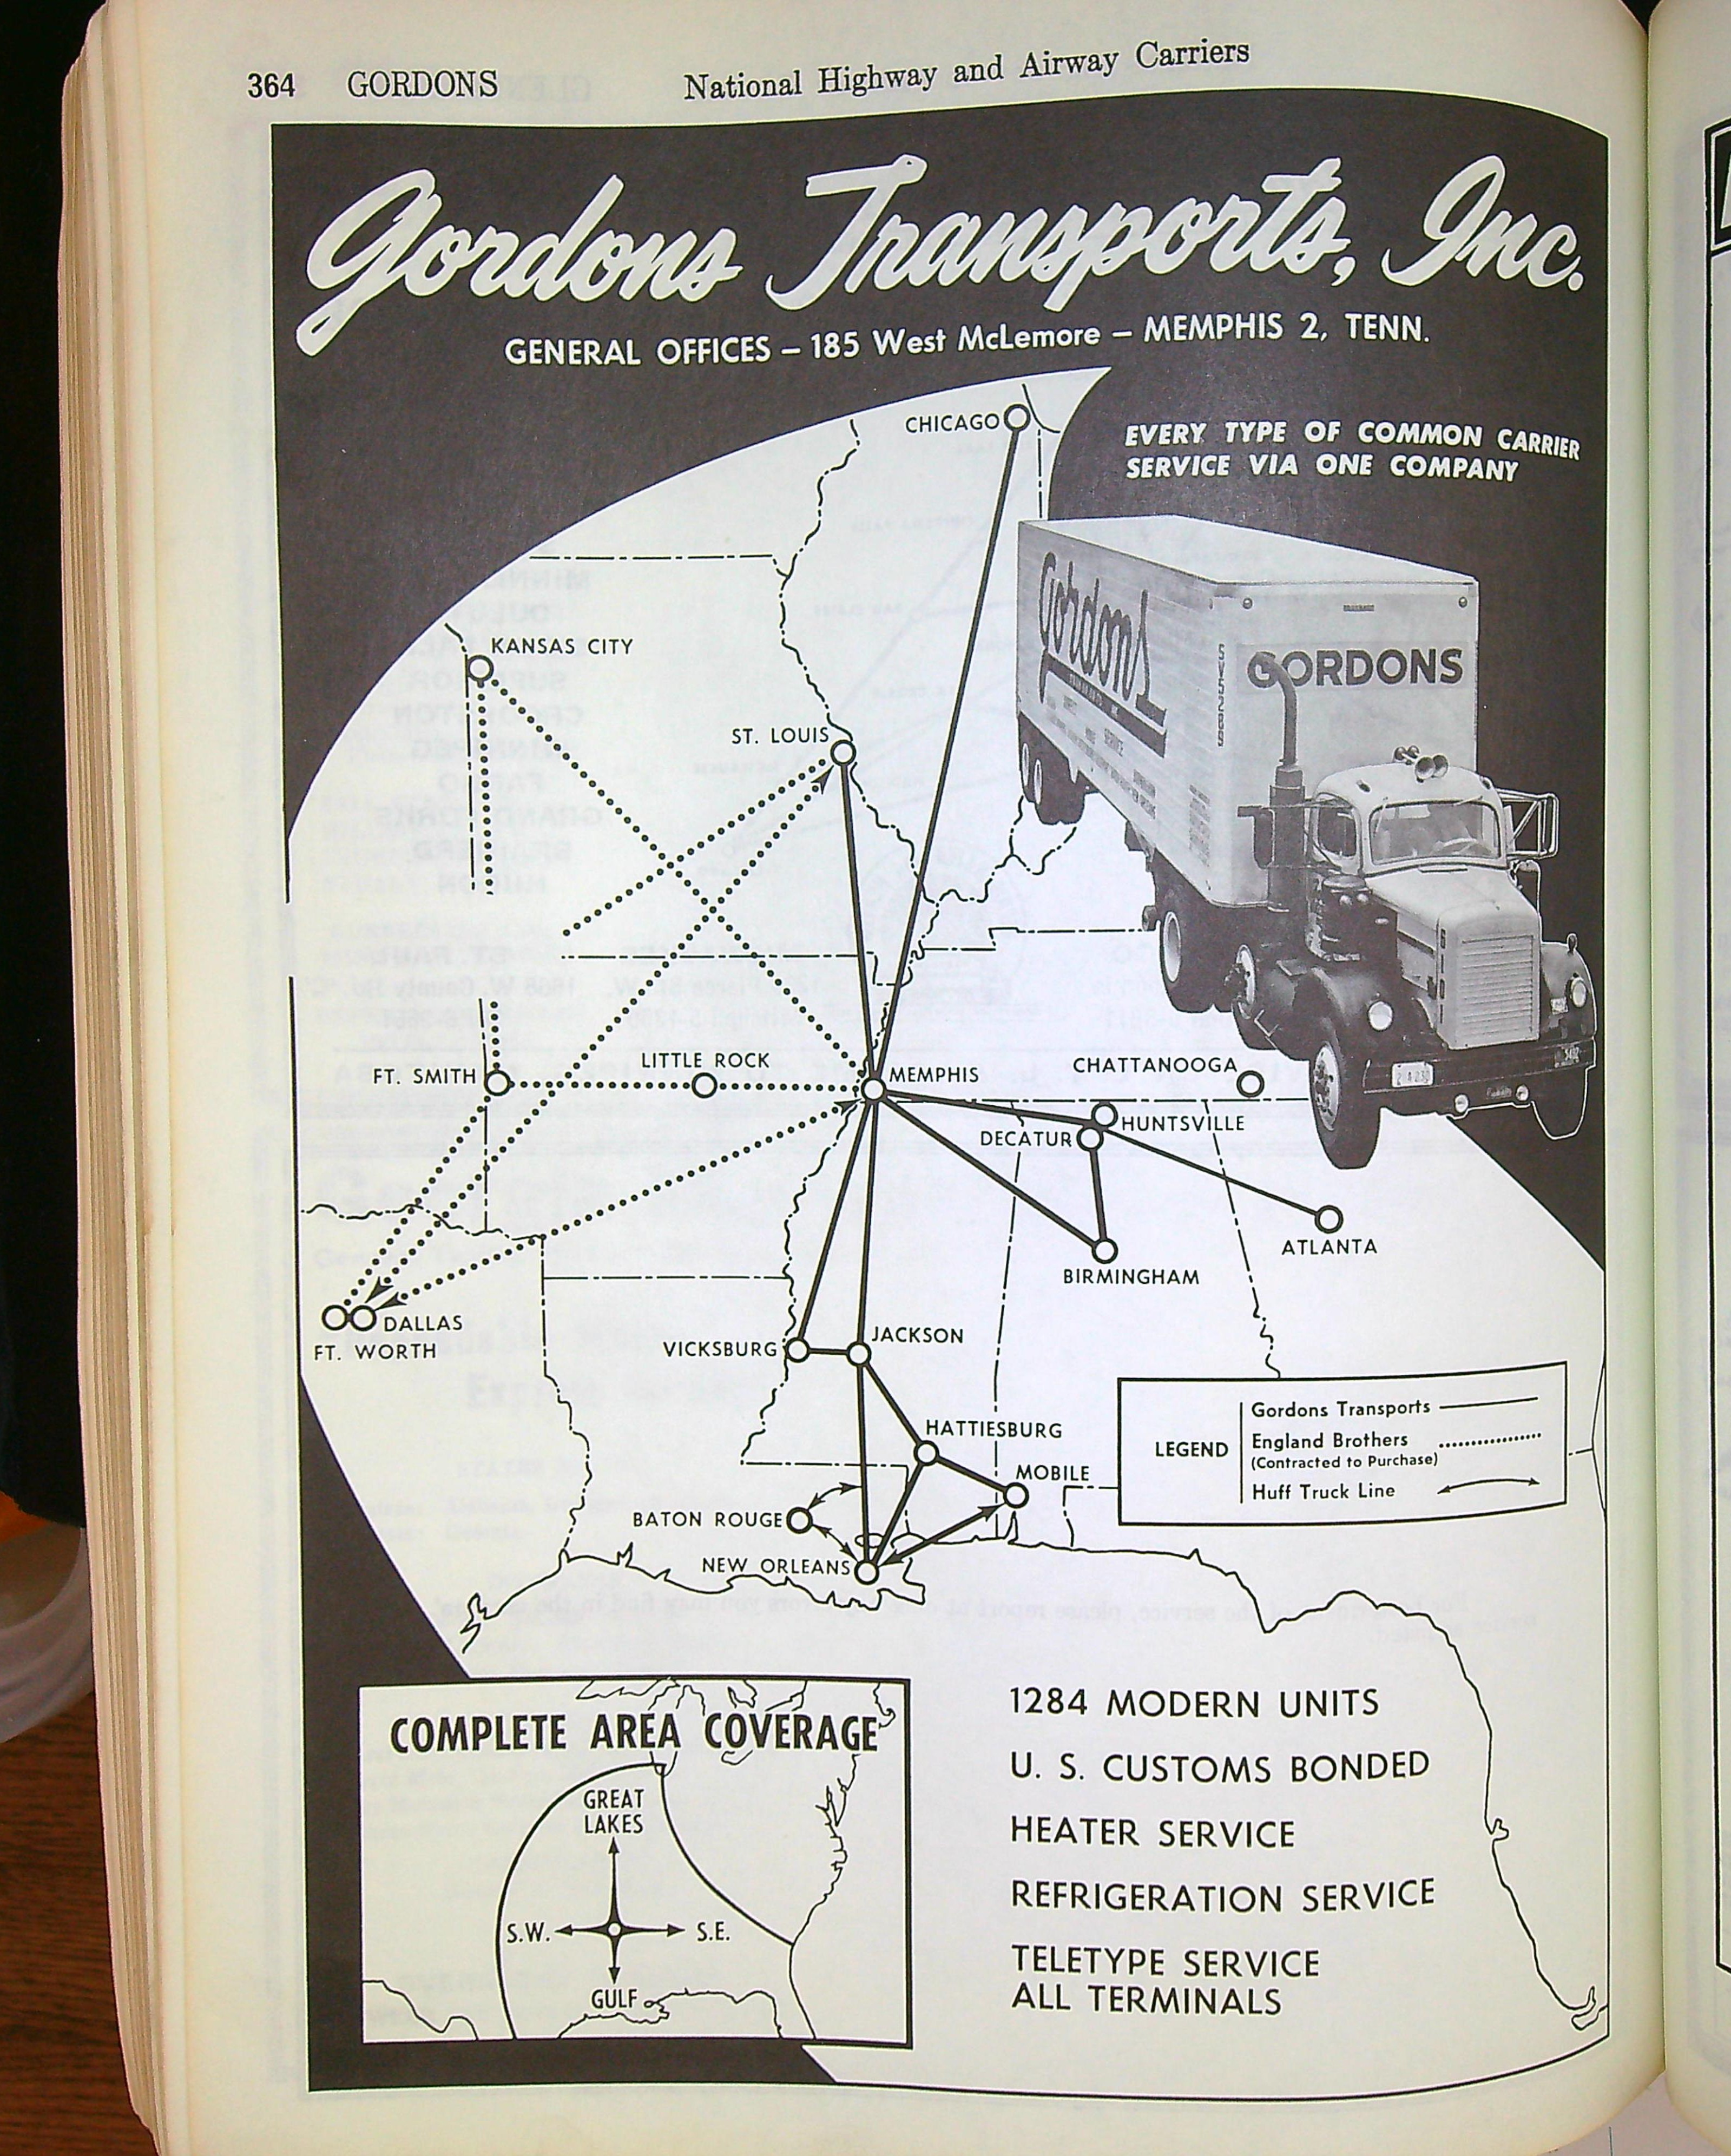 364 GORDONS National Highway and Airway Carriers
Gordons Transports, Inc.
GENERAL OFFICES – 185 West McLemore – MEMPHIS 2, TENN.
EVERY TYPE OF COMMON CARRIER
SERVICE VIA ONE COMPANY
CHICAGO
Gordons
GORDONS
KANSAS CITY
ST. LOUIS
LITTLE ROCK
FT. SMITH
MEMPHIS
CHATTANOOGA
HUNTSVILLE
DECATUR
ATLANTA
BIRMINGHAM
DALLAS
FT. WORTH
VICKSBURG
JACKSON
HATTIESBURG
MOBILE
BATON ROUGE
NEW ORLEANS
LEGEND
Gordons Transports
England Brothers
(Contracted to Purchase)
Huff Truck Line
COMPLETE AREA COVERAGE
GREAT
LAKES
S.W.
S.E.
GULF
1284 MODERN UNITS
U. S. CUSTOMS BONDED
HEATER SERVICE
REFRIGERATION SERVICE
TELETYPE SERVICE
ALL TERMINALS